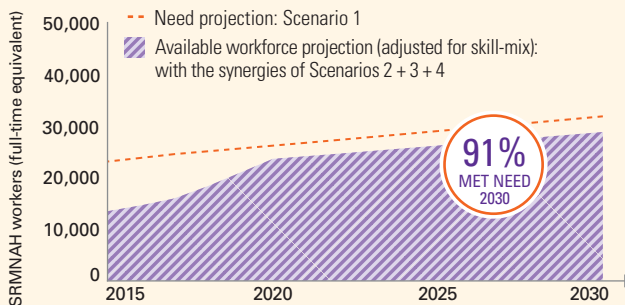 SRMNAH workers (full-time equivalent)
50,000
40,000
30,000
20,000
10,000
0
Need projection: Scenario 1
Available workforce projection (adjusted for skill-mix):
with the synergies of Scenarios 2 + 3 + 4
91%
MET NEED
2030
2015
2020
2025
2030